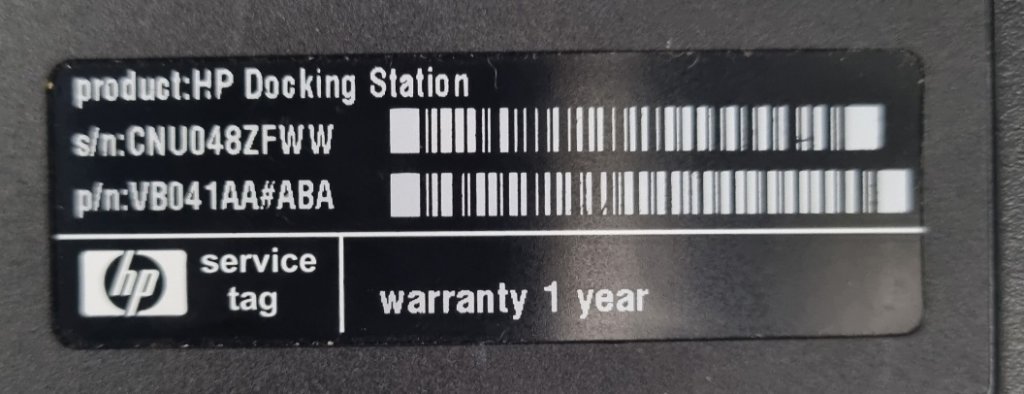 product:HP Docking Station
s/n:CNU048ZFWW
p/n:VB041AA#ABA
hp
service
tag
warranty 1 year